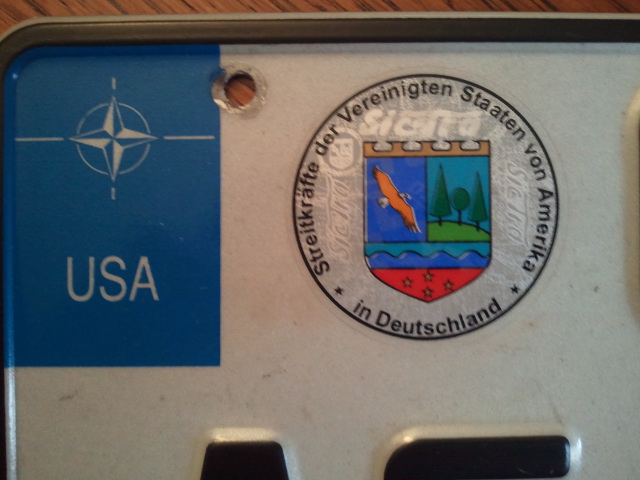 USA
Streitkräfte der Vereinigten Staaten von Amerika
* in Deutschland *